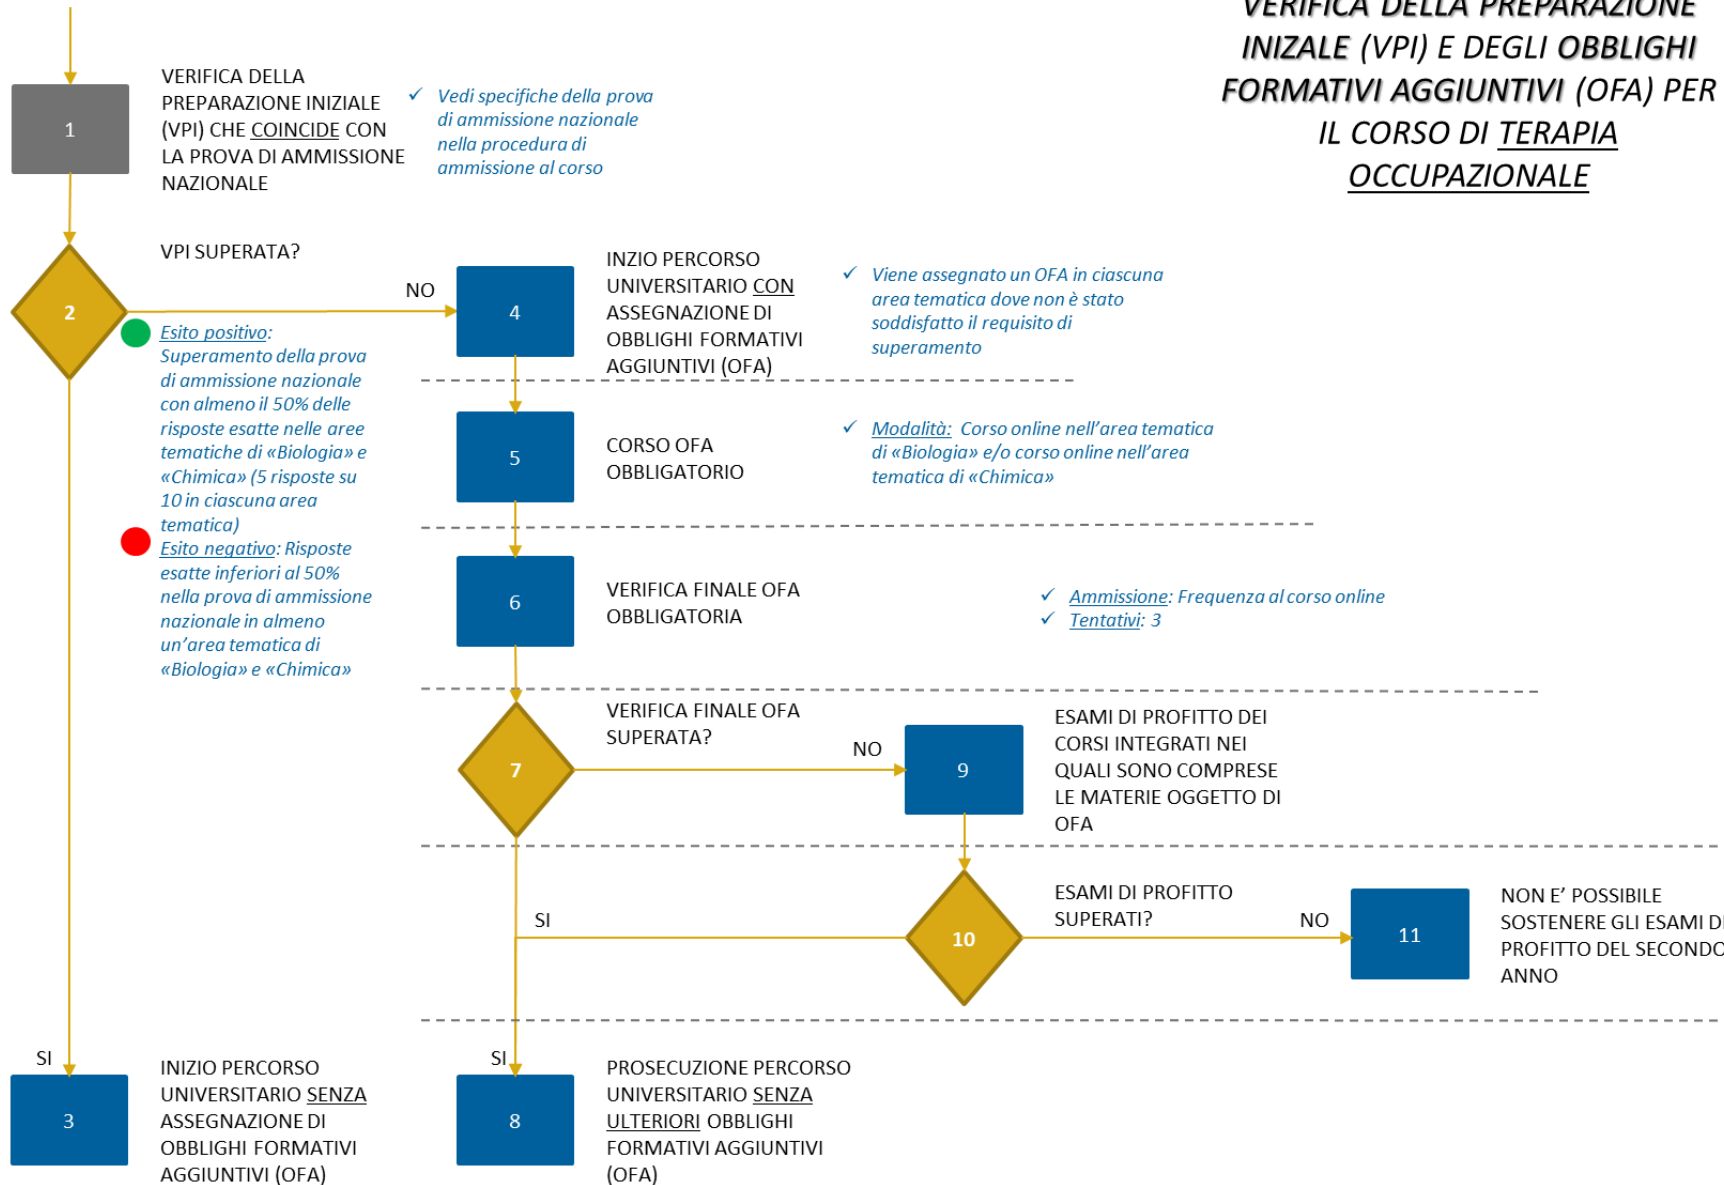 VERIFICA DELLA PREPARAZIONE
INIZALE (VPI) E DEGLI OBBLIGHI
FORMATIVI AGGIUNTIVI (OFA) PER
IL CORSO DI TERAPIA
OCCUPAZIONALE
1
VERIFICA DELLA
PREPARAZIONE INIZIALE
(VPI) CHE COINCIDE CON
LA PROVA DI AMMISSIONE
NAZIONALE
✓ Vedi specifiche della prova
di ammissione nazionale
nella procedura di
ammissione al corso
2
VPI SUPERATA?
NO
Esito positivo:
Superamento della prova
di ammissione nazionale
con almeno il 50% delle
risposte esatte nelle aree
tematiche di «Biologia» e
«Chimica» (5 risposte su
10 in ciascuna area
tematica)
Esito negativo: Risposte
esatte inferiori al 50%
nella prova di ammissione
nazionale in almeno
un'area tematica di
«Biologia» e «Chimica»
4
INZIO PERCORSO
UNIVERSITARIO CON
ASSEGNAZIONE DI
OBBLIGHI FORMATIVI
AGGIUNTIVI (OFA)
✓ Viene assegnato un OFA in ciascuna
area tematica dove non è stato
soddisfatto il requisito di
superamento
5
CORSO OFA
OBBLIGATORIO
✓ Modalità: Corso online nell'area tematica
di «Biologia» e/o corso online nell'area
tematica di «Chimica»
6
VERIFICA FINALE OFA
OBBLIGATORIA
✓ Ammissione: Frequenza al corso online
✓ Tentativi: 3
7
VERIFICA FINALE OFA
SUPERATA?
NO
9
ESAMI DI PROFITTO DEI
CORSI INTEGRATI NEI
QUALI SONO COMPRESE
LE MATERIE OGGETTO DI
OFA
SI
10
ESAMI DI PROFITTO
SUPERATI?
NO
11
NON E' POSSIBILE
SOSTENERE GLI ESAMI DI
PROFITTO DEL SECONDO
ANNO
SI
3
INIZIO PERCORSO
UNIVERSITARIO SENZA
ASSEGNAZIONE DI
OBBLIGHI FORMATIVI
AGGIUNTIVI (OFA)
SI
8
PROSECUZIONE PERCORSO
UNIVERSITARIO SENZA
ULTERIORI OBBLIGHI
FORMATIVI AGGIUNTIVI
(OFA)